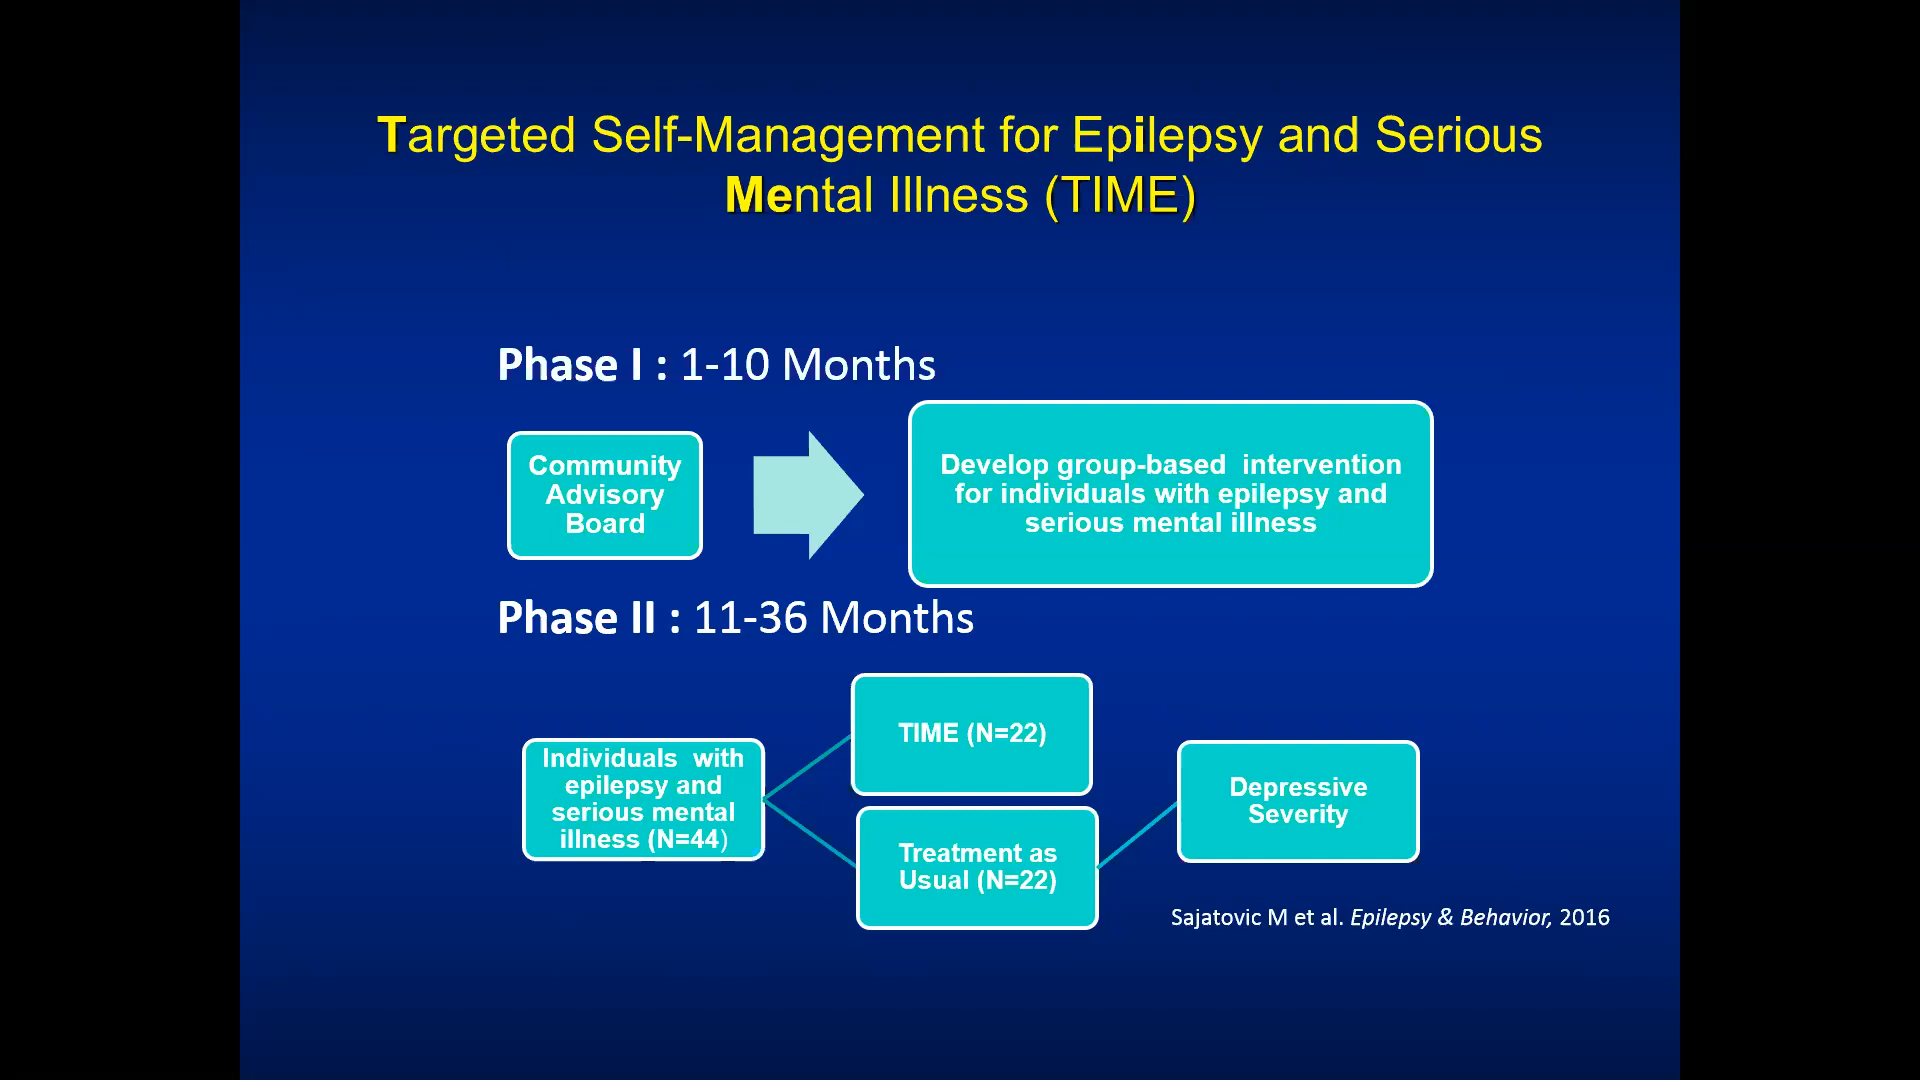 Targeted Self-Management for Epilepsy and Serious
Mental Illness (TIME)
Phase I : 1-10 Months
Community
Advisory
Board
Develop group-based  intervention
for individuals with epilepsy and
serious mental illness
Phase II : 11-36 Months
Individuals  with
epilepsy and
serious mental
illness (N=44)
TIME (N=22)
Treatment as
Usual (N=22)
Depressive
Severity
Sajatovic M et al. Epilepsy & Behavior, 2016